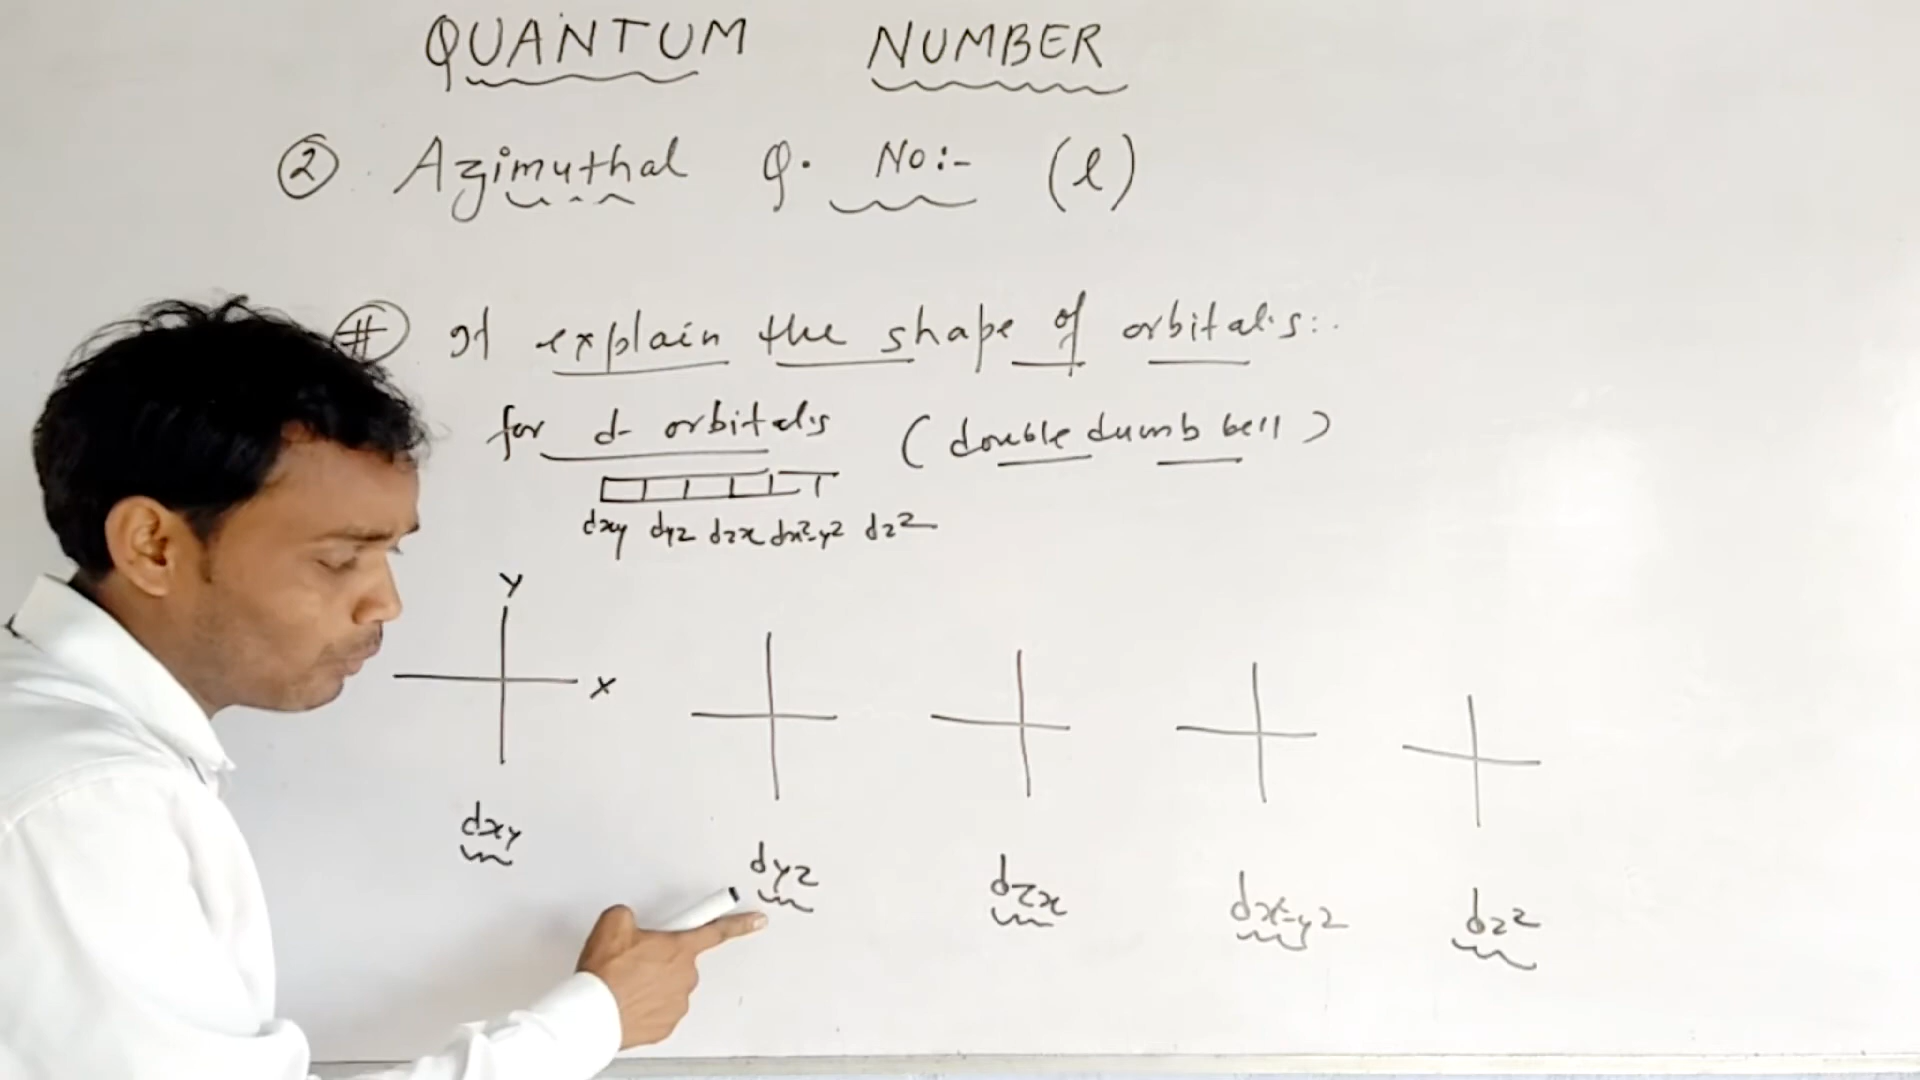 QUANTUM NUMBER
② Azimuthal Q. No:- (l)
# It explain the shape of orbitals:.
for d- orbitals (double dumb bell)
dxy dyz dzx dx²-y² dz²
Y
X
dxy dyz dzx dx²-y² dz²